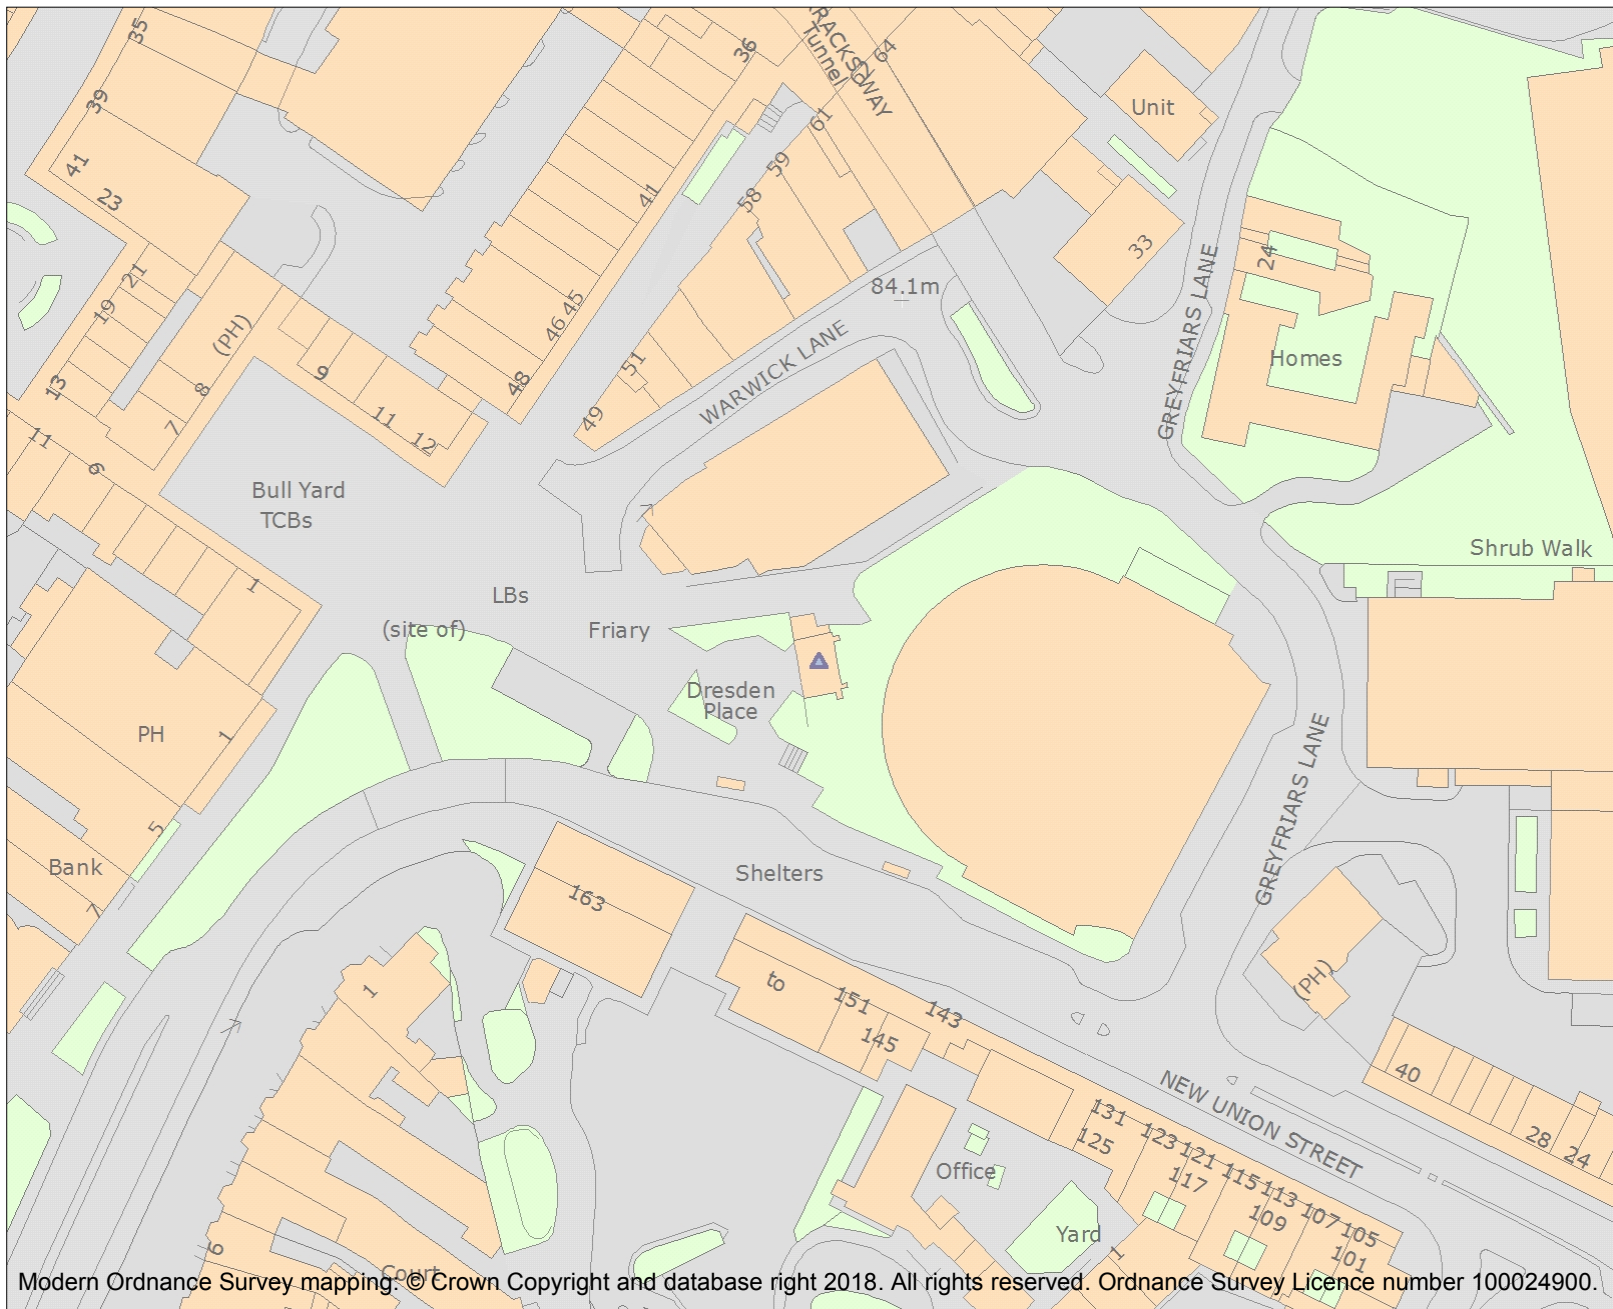 35
36
RACKSWAY
Tunnel
64
39
Unit
61
41
59
23
41
58
33
24
21
84.1m
GREYFRIARS LANE
19
45
(PH)
46
WARWICK LANE
Homes
51
9
13
8
48
11
49
7
12
11
6
Bull Yard
TCBs
Shrub Walk
1
LBs
(site of)
Friary
Dresden
Place
PH
1
GREYFRIARS LANE
5
Bank
Shelters
163
7
(PH)
to
151
143
1
145
40
NEW UNION STREET
131
123
121
125
28
24
115
Office
117
113
107
109
105
Yard
6
1
101
Court
Modern Ordnance Survey mapping: © Crown Copyright and database right 2018. All rights reserved. Ordnance Survey Licence number 100024900.